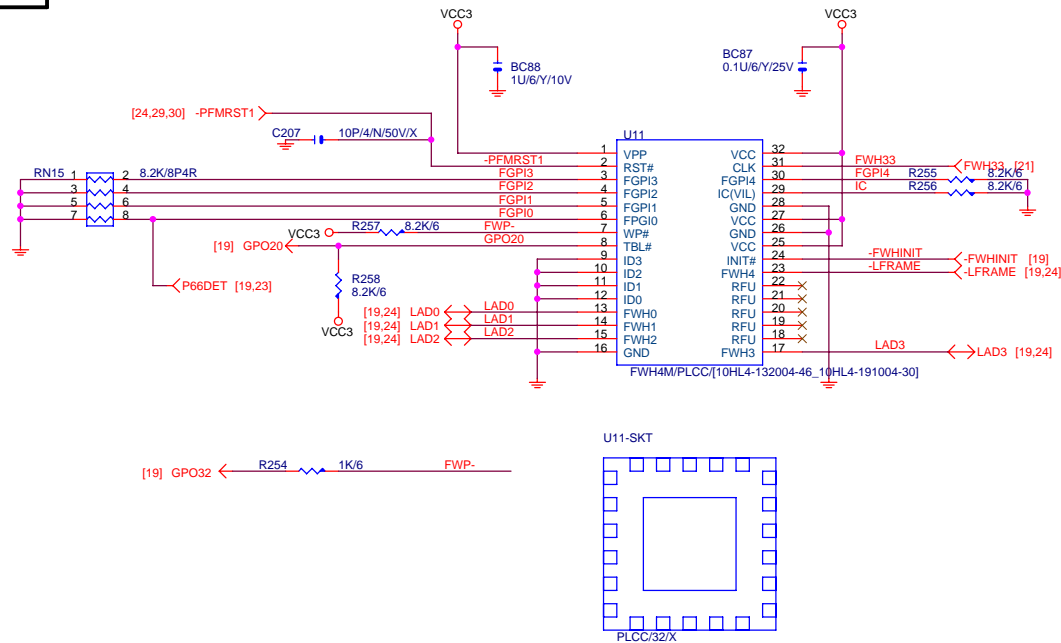 VCC3
VCC3
BC88
1U/6/Y/10V
BC87
0.1U/6/Y/25V
[24,29,30] -PFMRST1
C207 10P/4/N/50V/X
U11
RN15 1 2 8.2K/8P4R
3 4
5 6
7 8
-PFMRST1
FGPI3
FGPI2
FGPI1
FGPI0
VCC3 R257 8.2K/6 FWP-
[19] GPO20 GPO20
P66DET [19,23]
R258
8.2K/6
VCC3
[19,24] LAD0 LAD0
[19,24] LAD1 LAD1
[19,24] LAD2 LAD2
1 VPP VCC 32
2 RST# CLK 31 FWH33 FWH33 [21]
3 FGPI3 FGPI4 30 FGPI4 R255 8.2K/6
4 FGPI2 IC(VIL) 29 IC R256 8.2K/6
5 FGPI1 GND 28
6 FPGI0 VCC 27
7 WP# GND 26
8 TBL# VCC 25
9 ID3 INIT# 24 -FWHINIT -FWHINIT [19]
10 ID2 FWH4 23 -LFRAME -LFRAME [19,24]
11 ID1 RFU 22
12 ID0 RFU 21
13 FWH0 RFU 20
14 FWH1 RFU 19
15 FWH2 RFU 18
16 GND FWH3 17 LAD3 LAD3 [19,24]
FWH4M/PLCC/[10HL4-132004-46_10HL4-191004-30]
[19] GPO32 R254 1K/6 FWP-
U11-SKT
PLCC/32/X